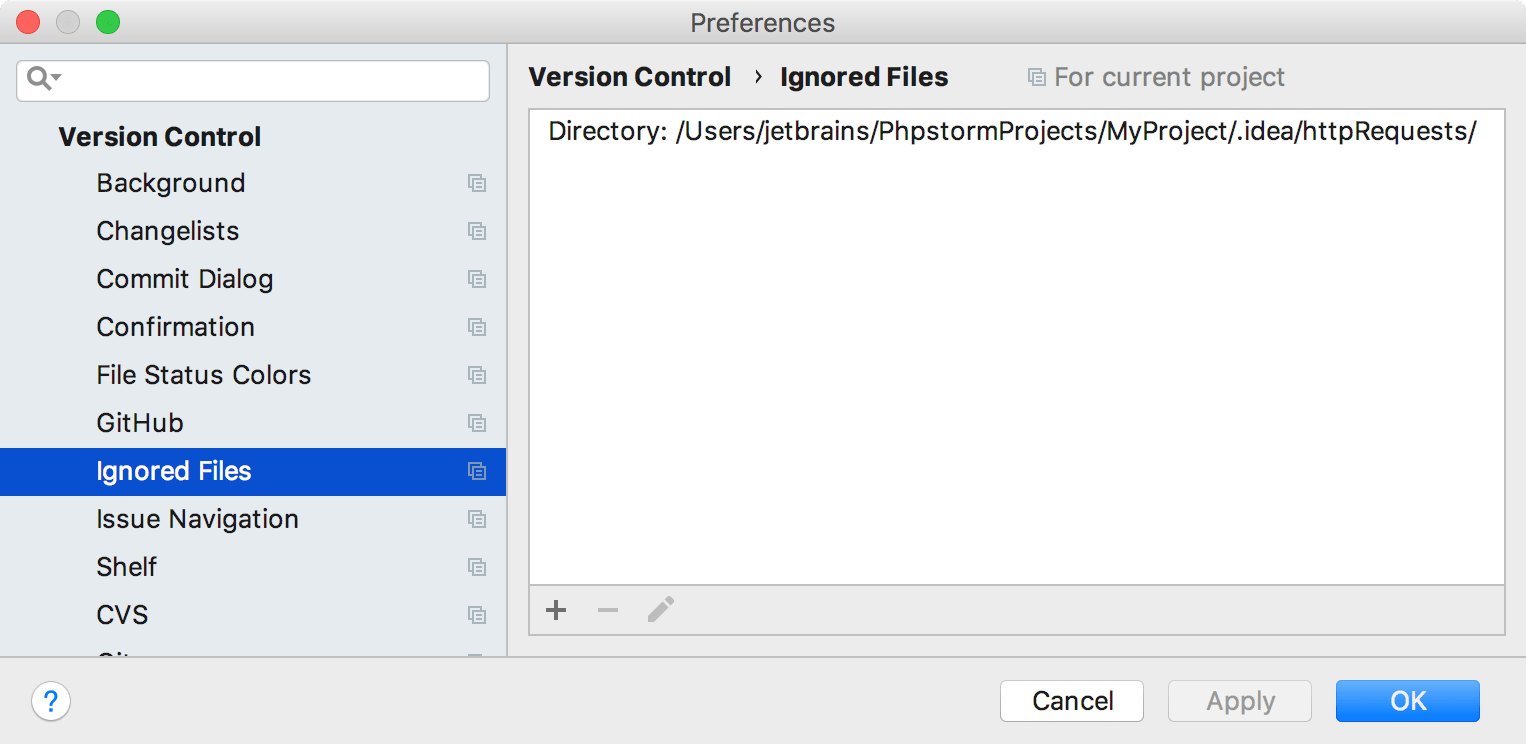 Preferences
Version Control › Ignored Files For current project
Directory: /Users/jetbrains/PhpstormProjects/MyProject/.idea/httpRequests/
Version Control
Background
Changelists
Commit Dialog
Confirmation
File Status Colors
GitHub
Ignored Files
Issue Navigation
Shelf
CVS
? Cancel Apply OK